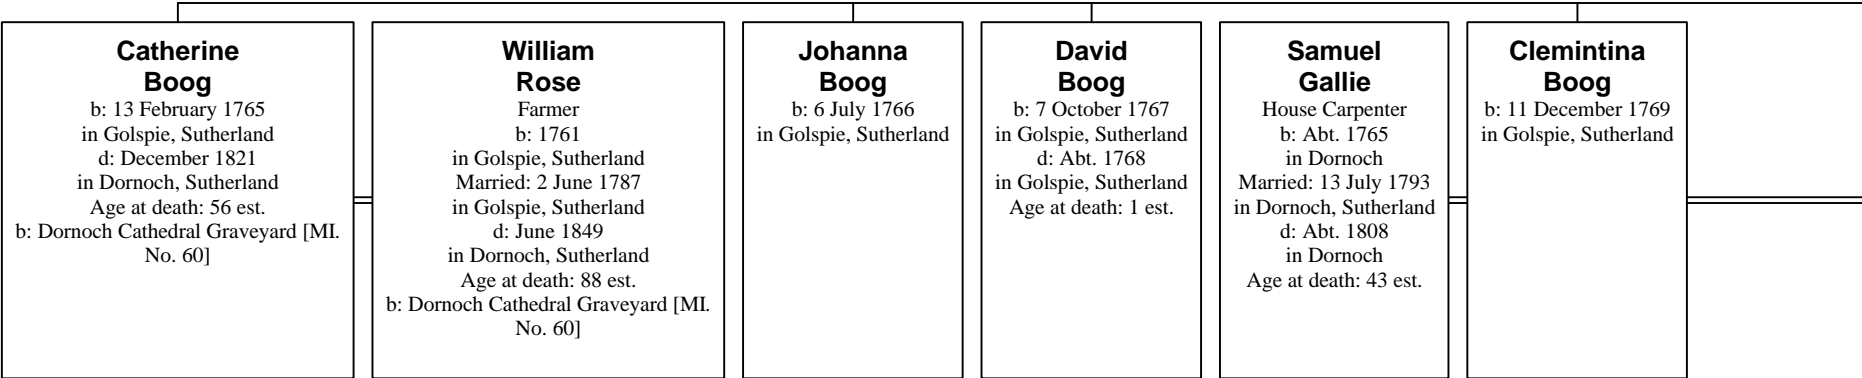 Catherine
Boog
b: 13 February 1765
in Golspie, Sutherland
d: December 1821
in Dornoch, Sutherland
Age at death: 56 est.
b: Dornoch Cathedral Graveyard [MI.
No. 60]
William
Rose
Farmer
b: 1761
in Golspie, Sutherland
Married: 2 June 1787
in Golspie, Sutherland
d: June 1849
in Dornoch, Sutherland
Age at death: 88 est.
b: Dornoch Cathedral Graveyard [MI.
No. 60]
Johanna
Boog
b: 6 July 1766
in Golspie, Sutherland
David
Boog
b: 7 October 1767
in Golspie, Sutherland
d: Abt. 1768
in Golspie, Sutherland
Age at death: 1 est.
Samuel
Gallie
House Carpenter
b: Abt. 1765
in Dornoch
Married: 13 July 1793
in Dornoch, Sutherland
d: Abt. 1808
in Dornoch
Age at death: 43 est.
Clemintina
Boog
b: 11 December 1769
in Golspie, Sutherland